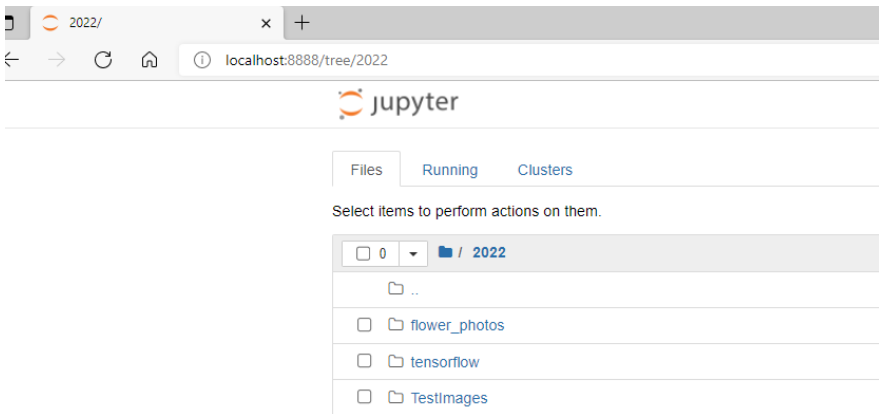 2022/
localhost:8888/tree/2022
jupyter
Files Running Clusters
Select items to perform actions on them.
0 / 2022
..
flower_photos
tensorflow
TestImages